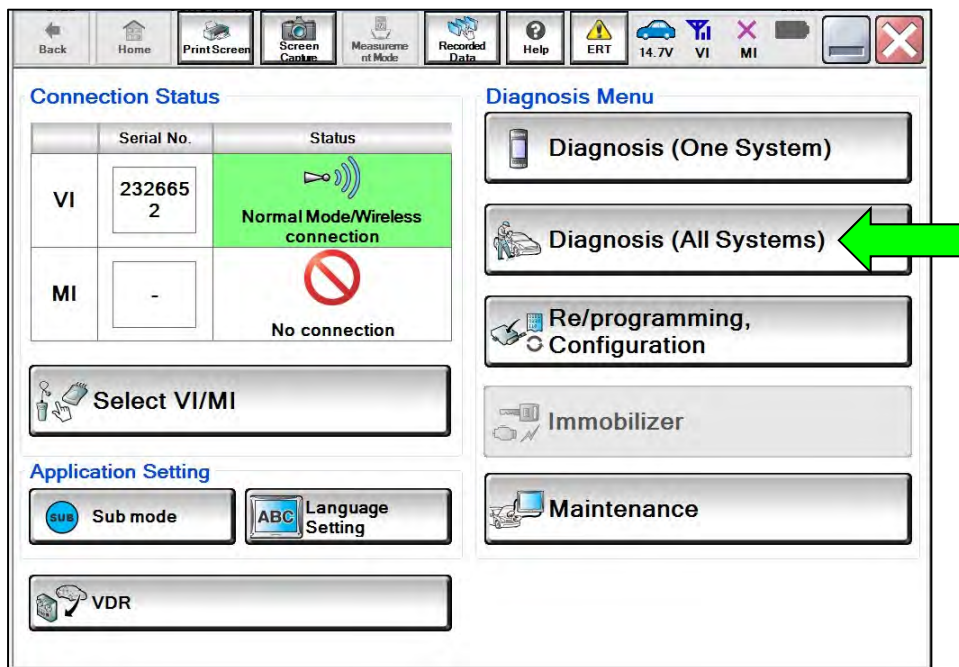 Back
Home
Print Screen
Screen
Capture
Measureme
nt Mode
Recorded
Data
Help
ERT
14.7V
VI
MI
Connection Status
Serial No.
Status
VI
232665
2
Normal Mode/Wireless
connection
MI
-
No connection
Select VI/MI
Application Setting
SUB
Sub mode
ABC
Language
Setting
VDR
Diagnosis Menu
Diagnosis (One System)
Diagnosis (All Systems)
Re/programming,
Configuration
Immobilizer
Maintenance